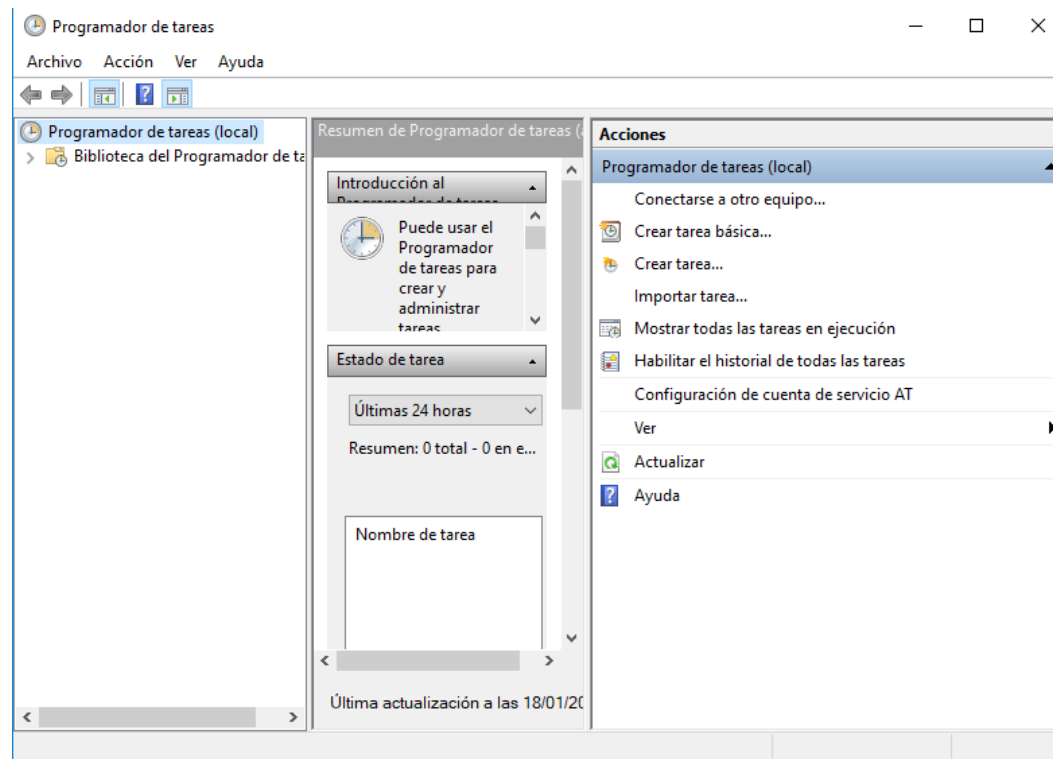 Programador de tareas
Archivo Acción Ver Ayuda
Programador de tareas (local)
Biblioteca del Programador de ta
Resumen de Programador de tareas (
Introducción al
Programador de tareas
Puede usar el
Programador
de tareas para
crear y
administrar
tareas
Estado de tarea
Últimas 24 horas
Resumen: 0 total - 0 en e...
Nombre de tarea
Última actualización a las 18/01/20
Acciones
Programador de tareas (local)
Conectarse a otro equipo...
Crear tarea básica...
Crear tarea...
Importar tarea...
Mostrar todas las tareas en ejecución
Habilitar el historial de todas las tareas
Configuración de cuenta de servicio AT
Ver
Actualizar
Ayuda